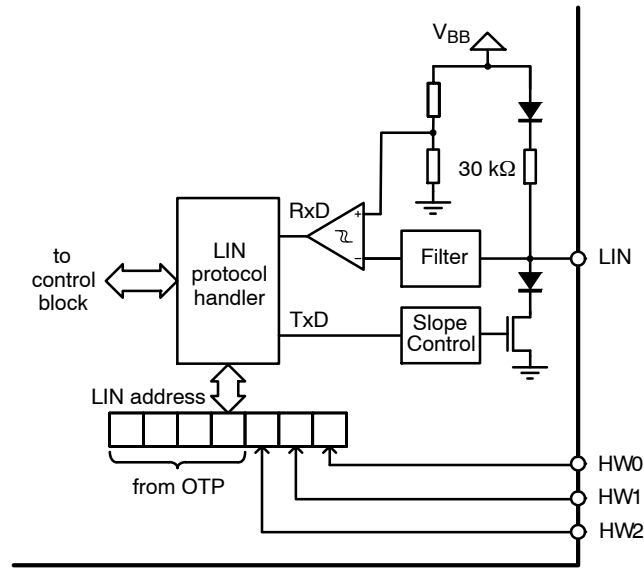 VBB
30 kΩ
RxD
+
−
LIN
protocol
handler
Filter
LIN
to
control
block
TxD
Slope
Control
LIN address
from OTP
HW0
HW1
HW2